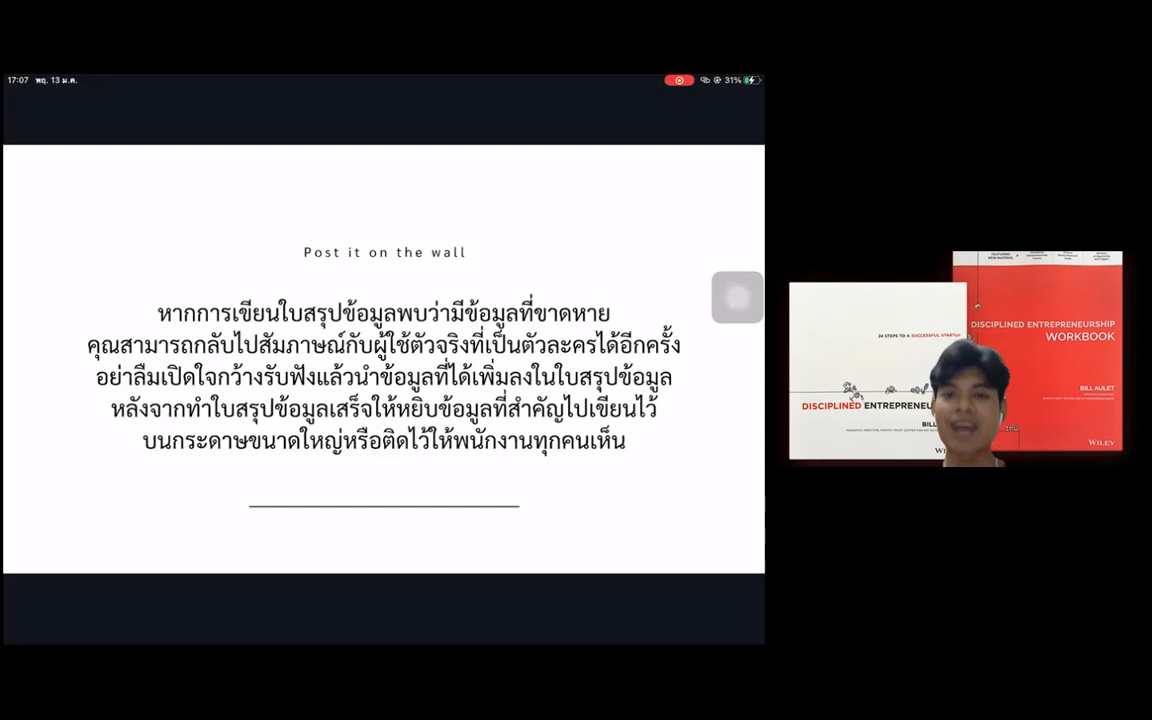 17:07 พฤ. 13 ม.ค.
31%
Post it on the wall
หากการเขียนใบสรุปข้อมูลพบว่ามีข้อมูลที่ขาดหาย
คุณสามารถกลับไปสัมภาษณ์กับผู้ใช้ตัวจริงที่เป็นตัวละครได้อีกครั้ง
อย่าลืมเปิดใจกว้างรับฟังแล้วนำข้อมูลที่ได้เพิ่มลงในใบสรุปข้อมูล
หลังจากทำใบสรุปข้อมูลเสร็จให้หยิบข้อมูลที่สำคัญไปเขียนไว้
บนกระดาษขนาดใหญ่หรือติดไว้ให้พนักงานทุกคนเห็น
24 STEPS TO A SUCCESSFUL STARTUP
DISCIPLINED ENTREPRENEU
BILL
FEATURING
NEW MATERIAL
DISCIPLINED ENTREPRENEURSHIP
WORKBOOK
BILL AULET
WILEY